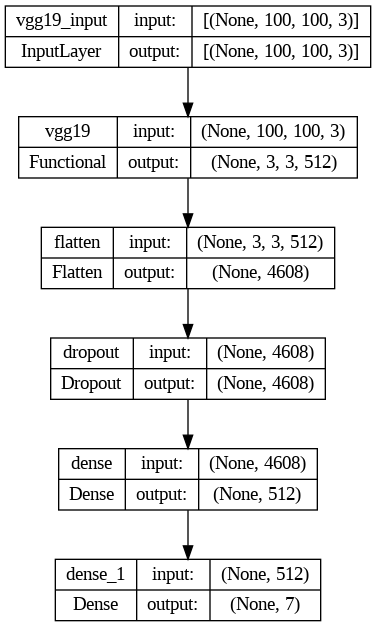 vgg19_input input: [(None, 100, 100, 3)]
InputLayer output: [(None, 100, 100, 3)]
vgg19 input: (None, 100, 100, 3)
Functional output: (None, 3, 3, 512)
flatten input: (None, 3, 3, 512)
Flatten output: (None, 4608)
dropout input: (None, 4608)
Dropout output: (None, 4608)
dense input: (None, 4608)
Dense output: (None, 512)
dense_1 input: (None, 512)
Dense output: (None, 7)